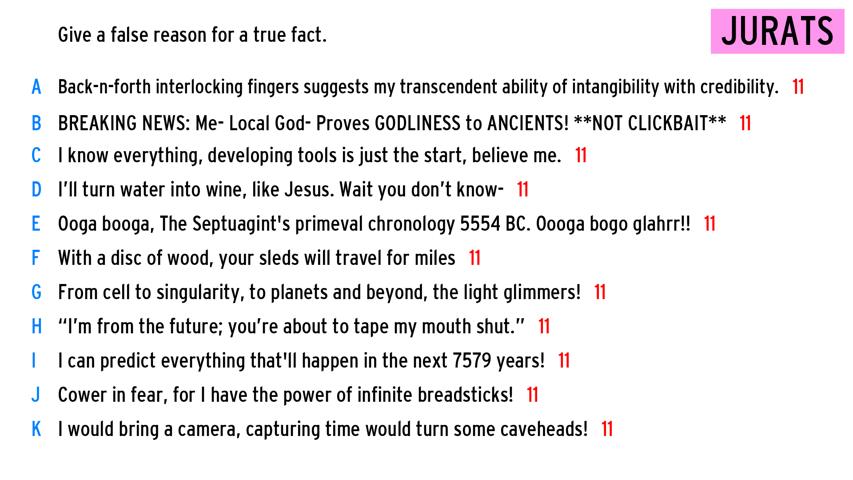 Give a false reason for a true fact.
JURATS
A Back-n-forth interlocking fingers suggests my transcendent ability of intangibility with credibility. 11
B BREAKING NEWS: Me- Local God- Proves GODLINESS to ANCIENTS! **NOT CLICKBAIT** 11
C I know everything, developing tools is just the start, believe me. 11
D I'll turn water into wine, like Jesus. Wait you don't know- 11
E Ooga booga, The Septuagint's primeval chronology 5554 BC. Oooga bogo glahrr!! 11
F With a disc of wood, your sleds will travel for miles 11
G From cell to singularity, to planets and beyond, the light glimmers! 11
H “I'm from the future; you're about to tape my mouth shut.” 11
I I can predict everything that'll happen in the next 7579 years! 11
J Cower in fear, for I have the power of infinite breadsticks! 11
K I would bring a camera, capturing time would turn some caveheads! 11